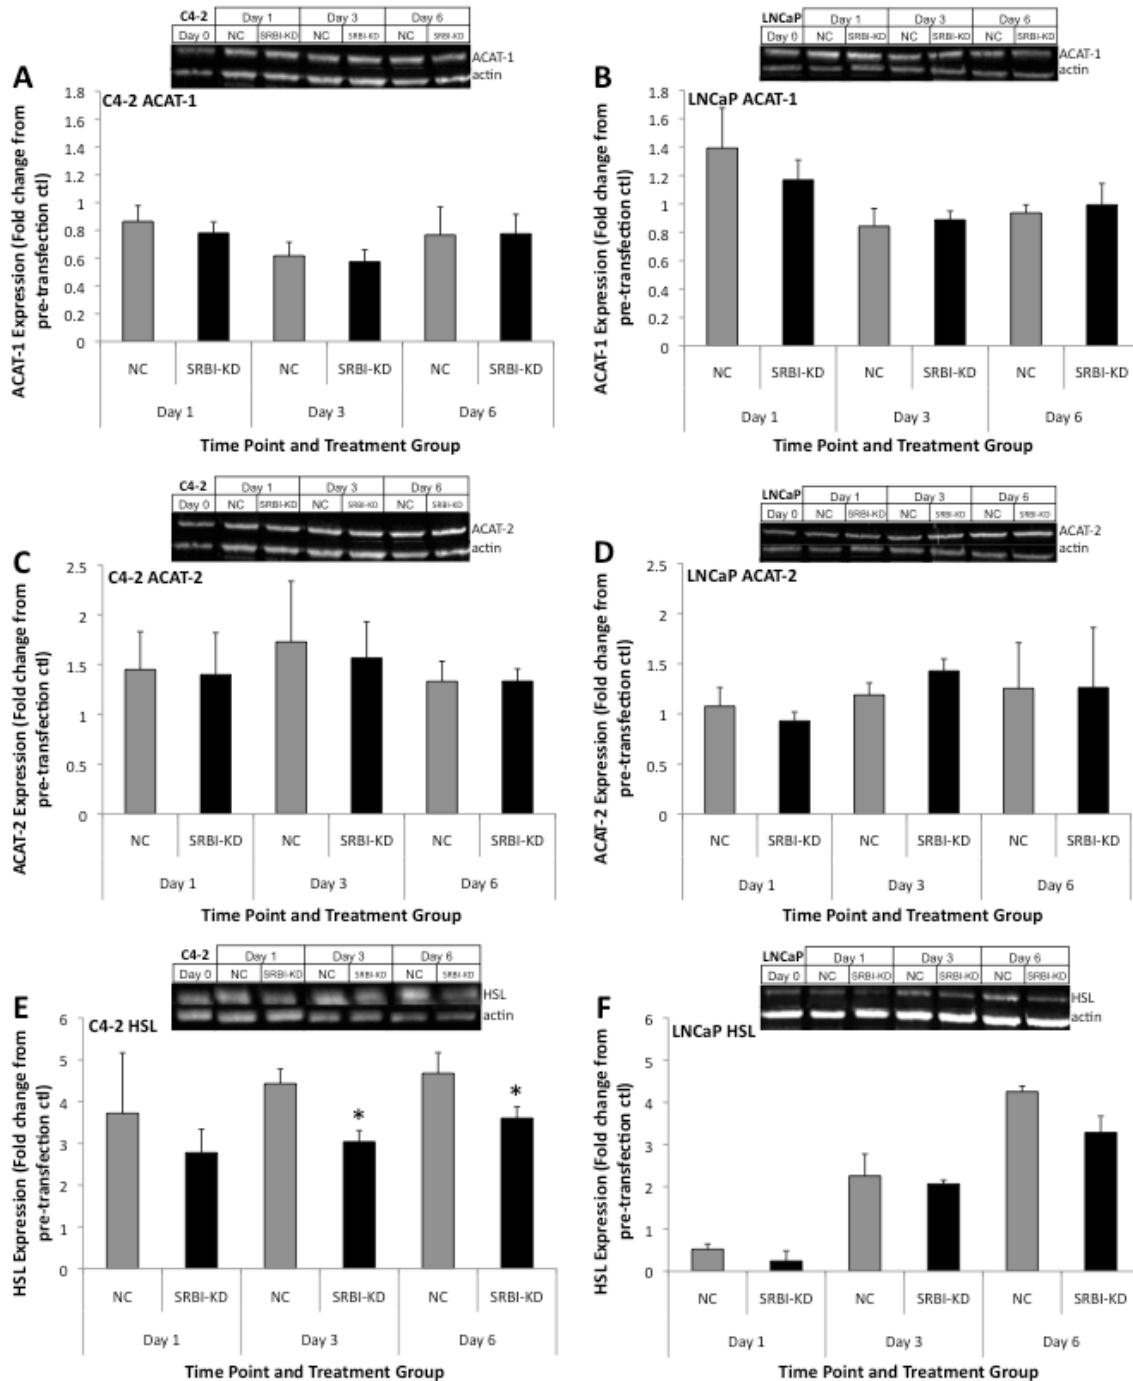 C4-2 Day 1 Day 3 Day 6
Day 0 NC SRBI-KD NC SRBI-KD NC SRBI-KD
ACAT-1
actin
A
C4-2 ACAT-1
ACAT-1 Expression (Fold change from
pre-transfection ctl)
1.8
1.6
1.4
1.2
1
0.8
0.6
0.4
0.2
0
NC SRBI-KD NC SRBI-KD NC SRBI-KD
Day 1 Day 3 Day 6
Time Point and Treatment Group
LNCaP Day 1 Day 3 Day 6
Day 0 NC SRBI-KD NC SRBI-KD NC SRBI-KD
ACAT-1
actin
B
LNCaP ACAT-1
ACAT-1 Expression (Fold change from
pre-transfection ctl)
1.8
1.6
1.4
1.2
1
0.8
0.6
0.4
0.2
0
NC SRBI-KD NC SRBI-KD NC SRBI-KD
Day 1 Day 3 Day 6
Time Point and Treatment Group
C4-2 Day 1 Day 3 Day 6
Day 0 NC SRBI-KD NC SRBI-KD NC SRBI-KD
ACAT-2
actin
C
C4-2 ACAT-2
ACAT-2 Expression (Fold change from
pre-transfection ctl)
2.5
2
1.5
1
0.5
0
NC SRBI-KD NC SRBI-KD NC SRBI-KD
Day 1 Day 3 Day 6
Time Point and Treatment Group
LNCaP Day 1 Day 3 Day 6
Day 0 NC SRBI-KD NC SRBI-KD NC SRBI-KD
ACAT-2
actin
D
LNCaP ACAT-2
ACAT-2 Expression (Fold change from
pre-transfection ctl)
2.5
2
1.5
1
0.5
0
NC SRBI-KD NC SRBI-KD NC SRBI-KD
Day 1 Day 3 Day 6
Time Point and Treatment Group
C4-2 Day 1 Day 3 Day 6
Day 0 NC SRBI-KD NC SRBI-KD NC SRBI-KD
HSL
actin
E
C4-2 HSL
HSL Expression (Fold change from
pre-transfection ctl)
6
5
4
3
2
1
0
* *
NC SRBI-KD NC SRBI-KD NC SRBI-KD
Day 1 Day 3 Day 6
Time Point and Treatment Group
LNCaP Day 1 Day 3 Day 6
Day 0 NC SRBI-KD NC SRBI-KD NC SRBI-KD
HSL
actin
F
LNCaP HSL
HSL Expression (Fold change from
pre-transfection ctl)
6
5
4
3
2
1
0
NC SRBI-KD NC SRBI-KD NC SRBI-KD
Day 1 Day 3 Day 6
Time Point and Treatment Group